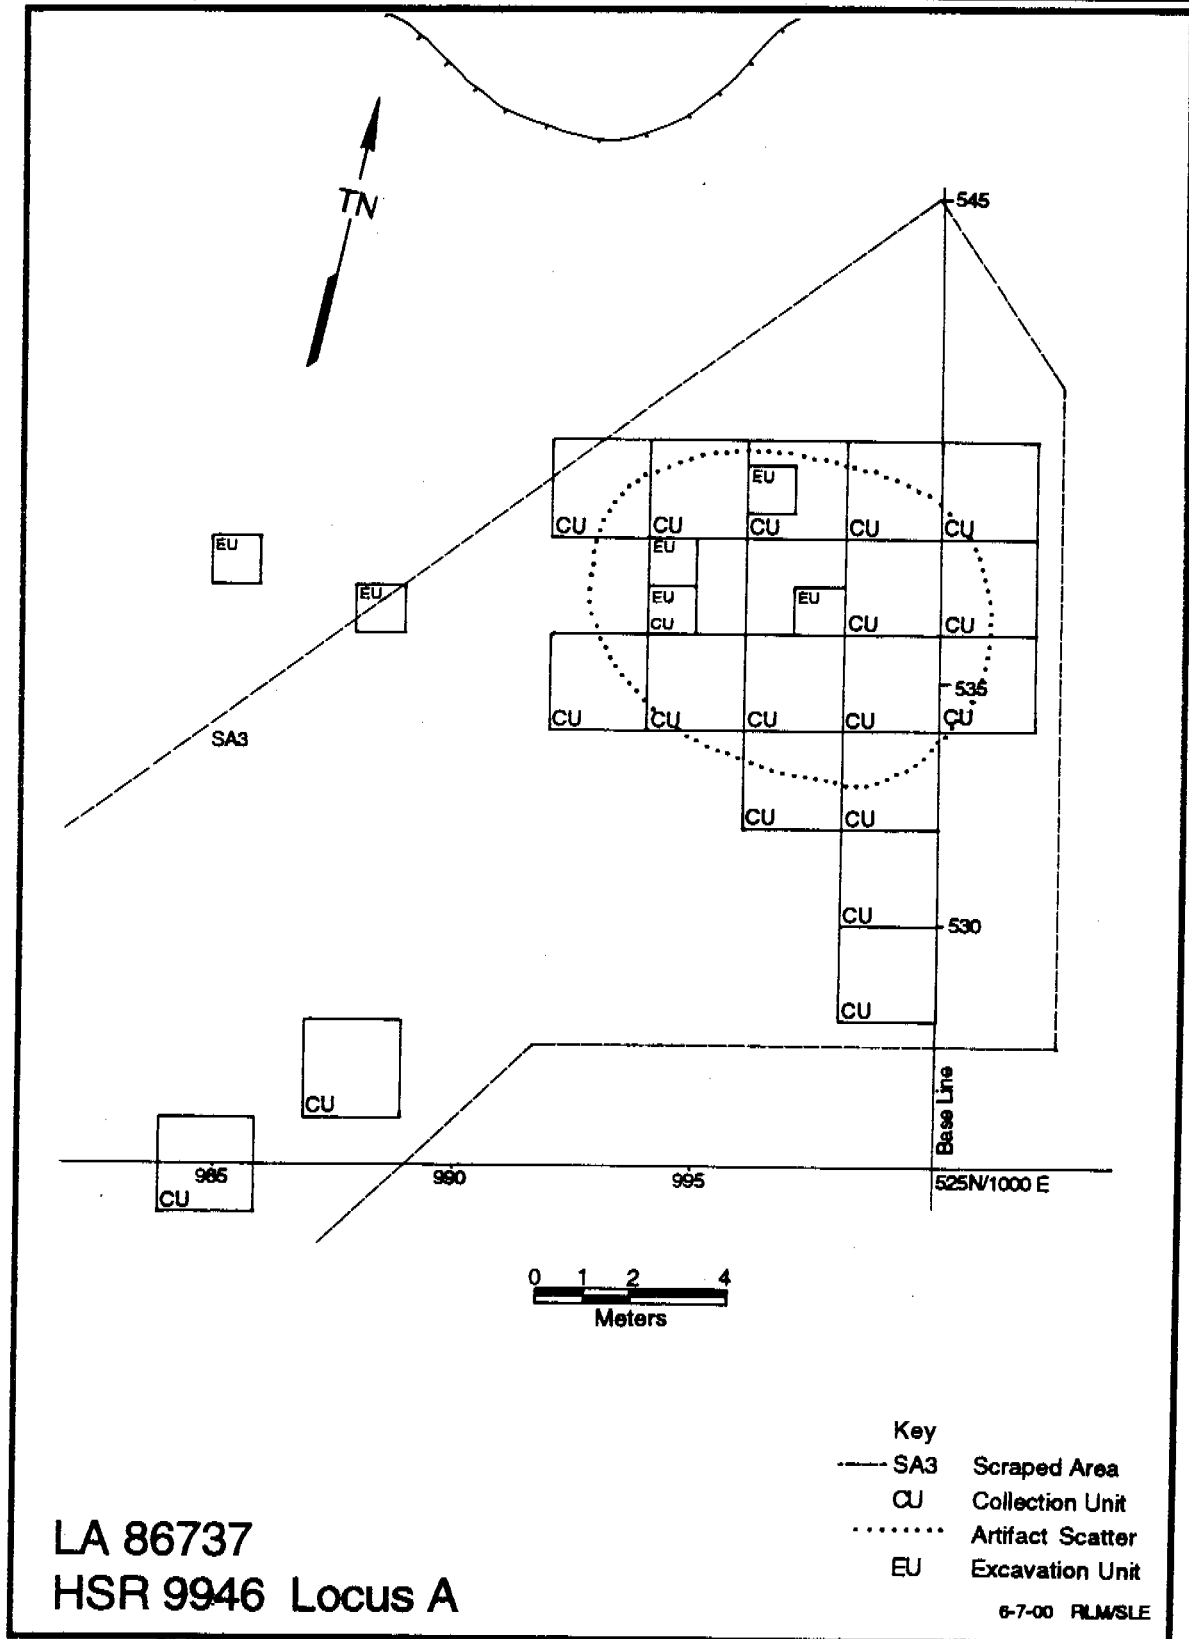 TN
545
EU
CU CU CU CU CU
EU
EU
EU
EU EU
CU CU CU
535
CU CU CU CU CU
SA3
CU CU
CU
530
CU
CU
Base Line
985 990 995 525N/1000 E
CU
0 1 2 4
Meters
Key
SA3 Scraped Area
CU Collection Unit
Artifact Scatter
EU Excavation Unit
LA 86737
HSR 9946 Locus A
6-7-00 RLM/SLE